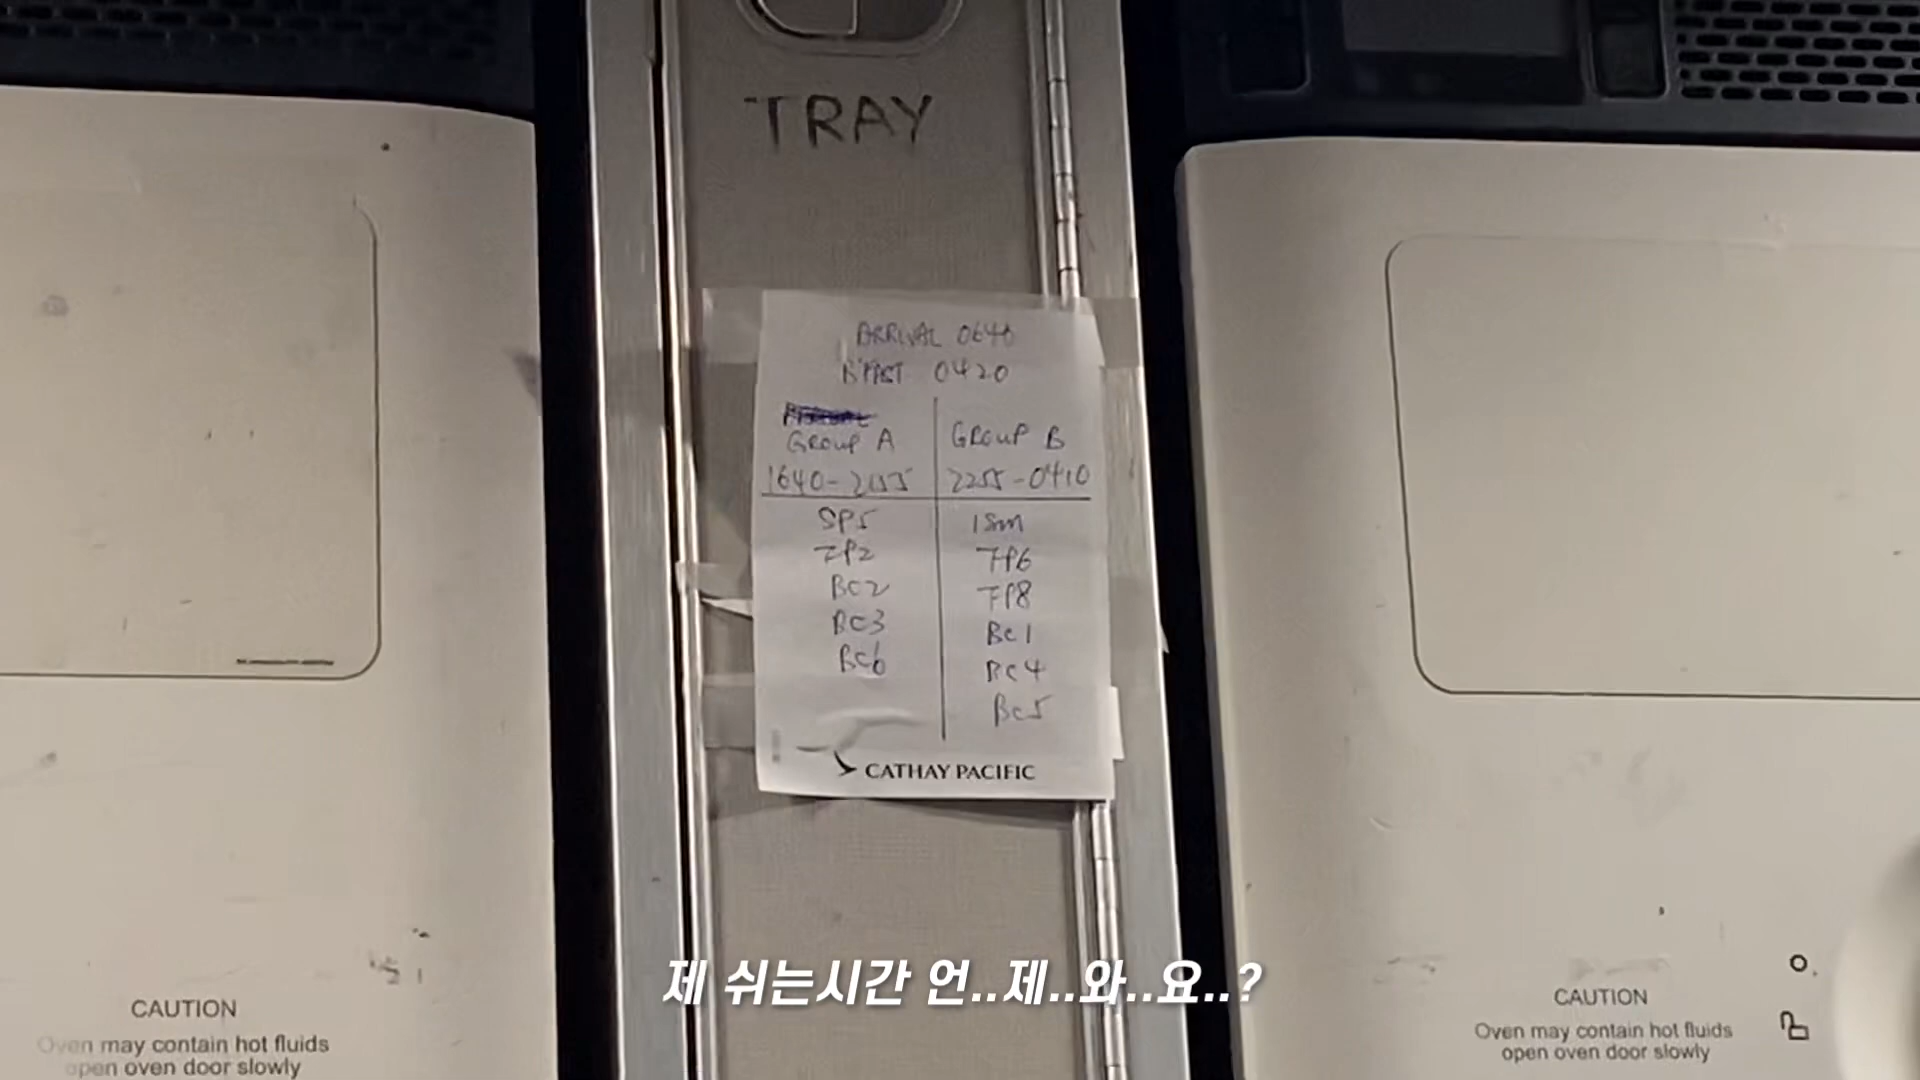 TRAY
ARRIVAL 0640
B'FAST 0420
GROUP A
GROUP B
1640-2155
2255-0410
SP5
ISM
FP2
FP6
BC2
FP8
BC3
BC1
BC6
BC4
BC5
CATHAY PACIFIC
제 쉬는시간 언..제..와..요..?
CAUTION
Oven may contain hot fluids
open oven door slowly
CAUTION
Oven may contain hot fluids
open oven door slowly